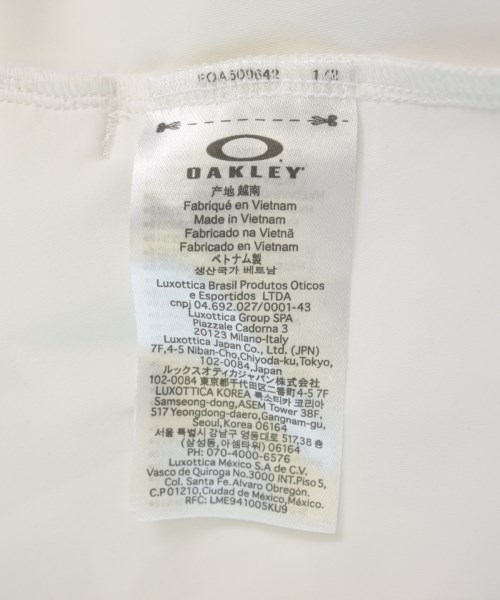 FOA500642 1/2
OAKLEY
产地 越南
Fabriqué en Vietnam
Made in Vietnam
Fabricado na Vietnã
Fabricado en Vietnam
ベトナム製
생산국가 베트남
Luxottica Brasil Produtos Oticos
e Esportidos LTDA
cnpj 04.692.027/0001-43
Luxottica Group SPA
Piazzale Cadorna 3
20123 Milano-Italy
Luxottica Japan Co., Ltd. (JPN)
7F,4-5 Niban-Cho,Chiyoda-ku,Tokyo,
102-0084,Japan
ルックスオティカジャパン株式会社
102-0084 東京都千代田区二番町4-5 7F
LUXOTTICA KOREA 룩소티카 코리아
Samseong-dong,ASEM Tower 38F,
517 Yeongdong-daero,Gangnam-gu,
Seoul,Korea 06164
서울 특별시 강남구 영동대로 517,38 층
(삼성동, 아셈타워) 06164
PH: 070-4000-6576
Luxottica México S.A de C.V.
Vasco de Quiroga No.3000 INT.Piso 5,
Col. Santa Fe. Alvaro Obregón.
C.P 01210,Ciudad de México,México.
RFC: LME941005KU9